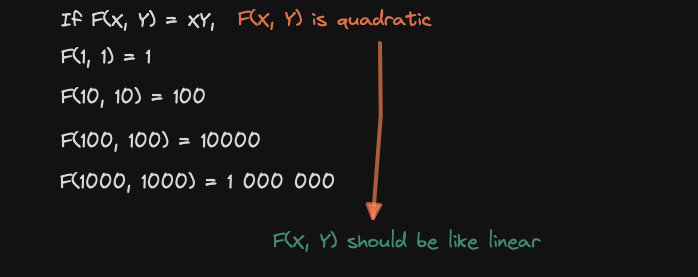 If F(X, Y) = XY, F(X, Y) is quadratic
F(1, 1) = 1
F(10, 10) = 100
F(100, 100) = 10000
F(1000, 1000) = 1 000 000
F(X, Y) should be like linear